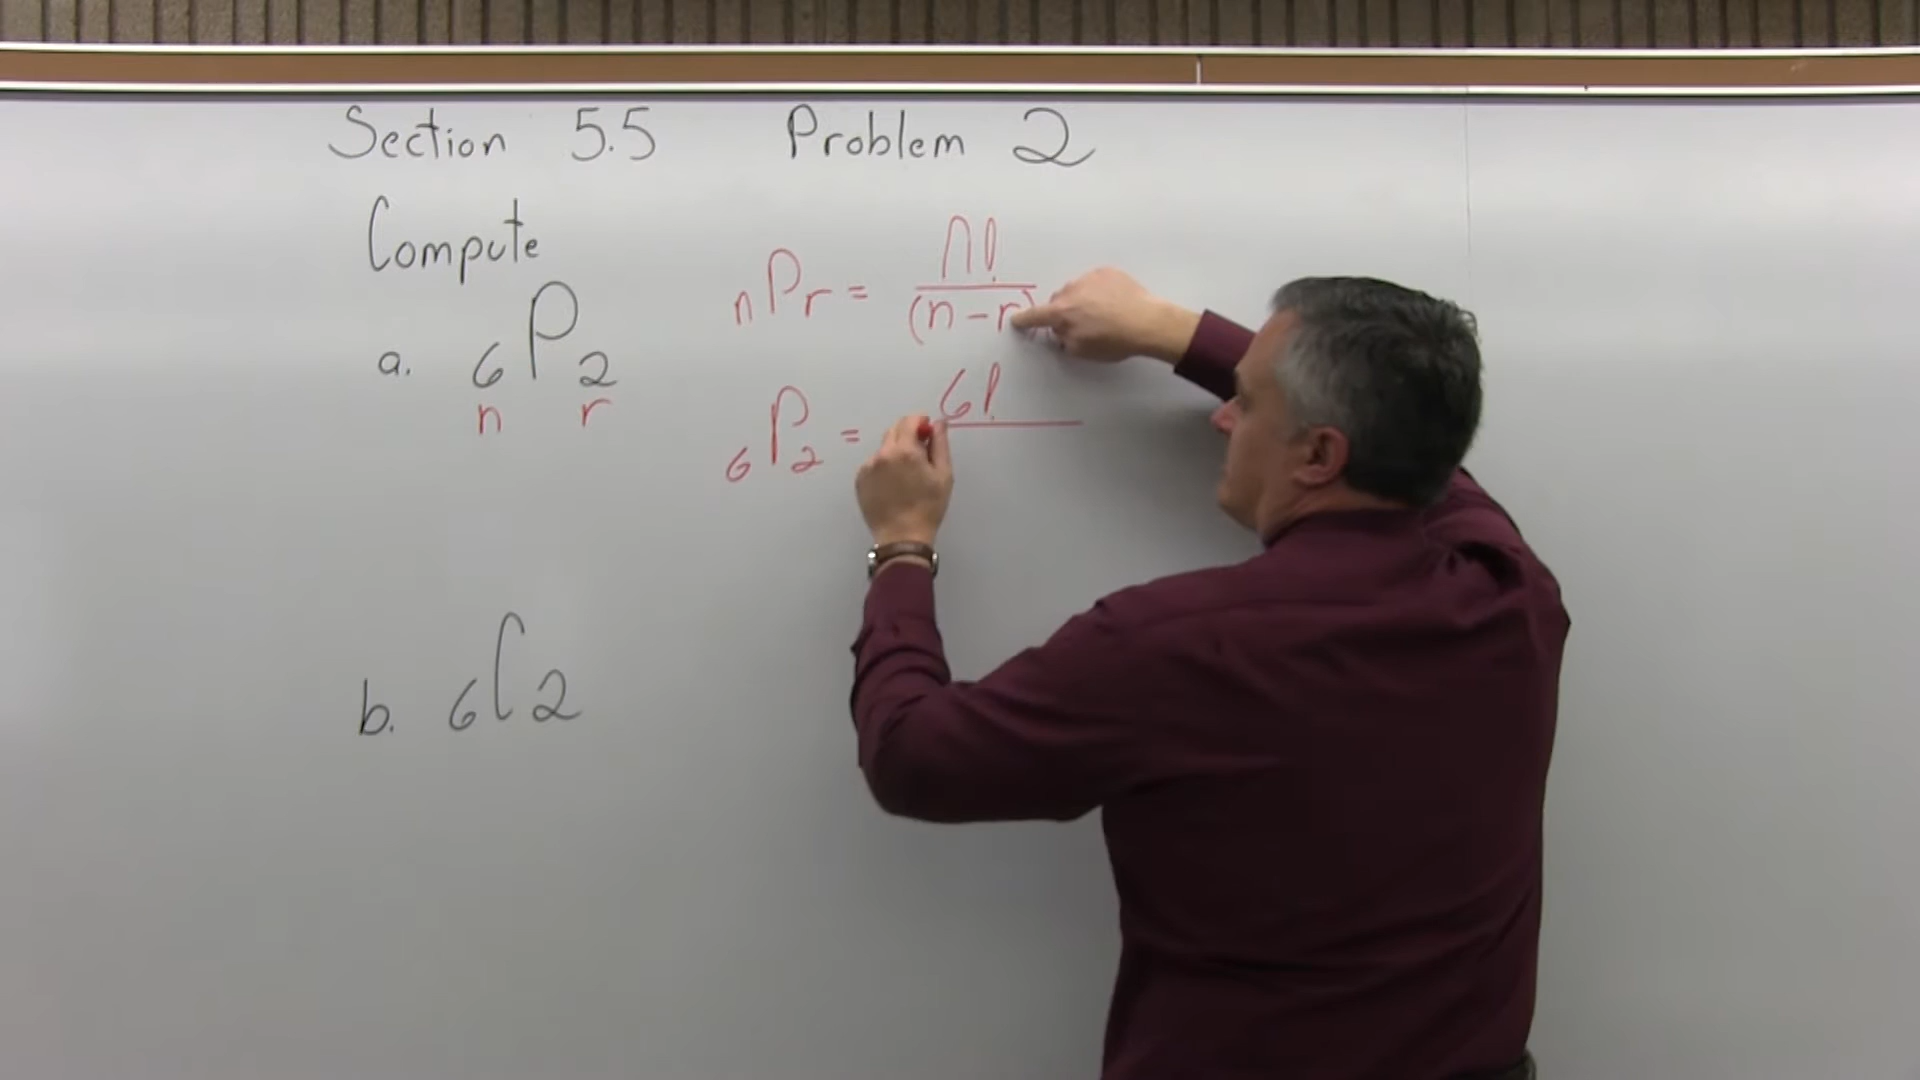 Section 5.5 Problem 2
Compute
a. 6P2
n r
nPr = n!/(n-r)
6P2 = 6!
b. 6C2